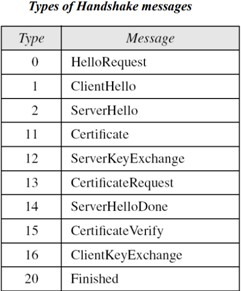 Types of Handshake messages
Type Message
0 HelloRequest
1 ClientHello
2 ServerHello
11 Certificate
12 ServerKeyExchange
13 CertificateRequest
14 ServerHelloDone
15 CertificateVerify
16 ClientKeyExchange
20 Finished